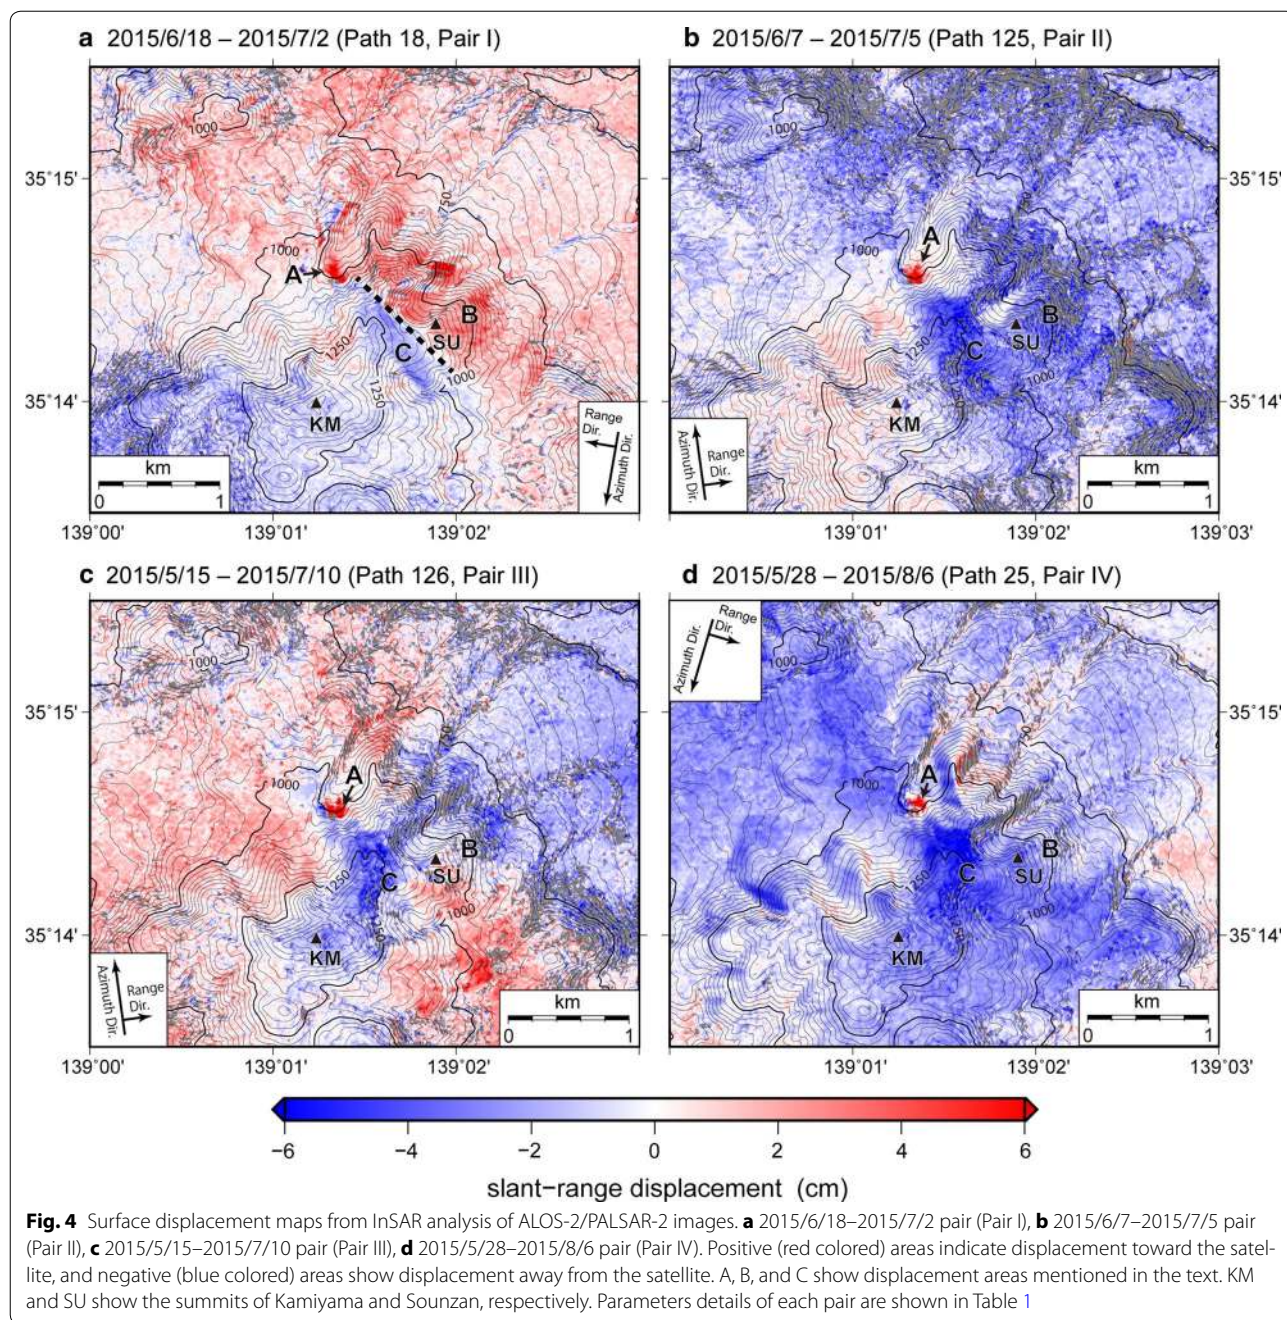 a 2015/6/18 – 2015/7/2 (Path 18, Pair I)
b 2015/6/7 – 2015/7/5 (Path 125, Pair II)
1000
750
1000
A
B
SU
C
1250
1250
1000
KM
Range
Dir.
Azimuth Dir.
km
0 1
35°15'
35°14'
139°00' 139°01' 139°02'
1000
A
1000
B
SU
C
1250
1000
KM
Azimuth Dir.
Range
Dir.
km
0 1
35°15'
35°14'
139°01' 139°02' 139°03'
c 2015/5/15 – 2015/7/10 (Path 126, Pair III)
d 2015/5/28 – 2015/8/6 (Path 25, Pair IV)
1000
750
A
1000
B
SU
C
1250
1000
KM
Azimuth Dir.
Range
Dir.
km
0 1
139°00' 139°01' 139°02'
Range
Dir.
Azimuth Dir.
1000
A
1000
B
SU
C
1250
1000
KM
km
0 1
35°15'
35°14'
139°01' 139°02' 139°03'
−6 −4 −2 0 2 4 6
slant−range displacement (cm)
Fig. 4 Surface displacement maps from InSAR analysis of ALOS-2/PALSAR-2 images. a 2015/6/18–2015/7/2 pair (Pair I), b 2015/6/7–2015/7/5 pair
(Pair II), c 2015/5/15–2015/7/10 pair (Pair III), d 2015/5/28–2015/8/6 pair (Pair IV). Positive (red colored) areas indicate displacement toward the satel-
lite, and negative (blue colored) areas show displacement away from the satellite. A, B, and C show displacement areas mentioned in the text. KM
and SU show the summits of Kamiyama and Sounzan, respectively. Parameters details of each pair are shown in Table 1